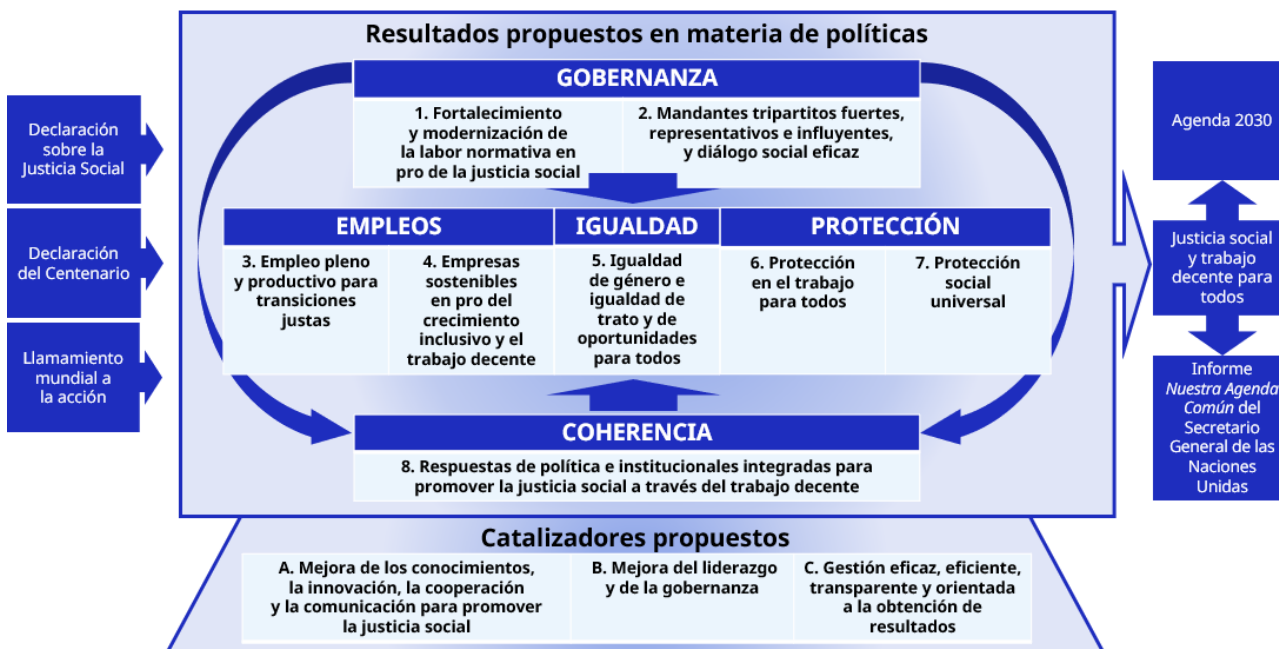 Resultados propuestos en materia de políticas
Declaración
sobre la
Justicia Social
Declaración
del Centenario
Llamamiento
mundial a
la acción
GOBERNANZA
1. Fortalecimiento
y modernización de
la labor normativa en
pro de la justicia social
2. Mandantes tripartitos fuertes,
representativos e influyentes,
y diálogo social eficaz
EMPLEOS
3. Empleo pleno
y productivo para
transiciones
justas
4. Empresas
sostenibles
en pro del
crecimiento
inclusivo y el
trabajo decente
IGUALDAD
5. Igualdad
de género e
igualdad de
trato y de
oportunidades
para todos
PROTECCIÓN
6. Protección
en el trabajo
para todos
7. Protección
social
universal
COHERENCIA
8. Respuestas de política e institucionales integradas para
promover la justicia social a través del trabajo decente
Agenda 2030
Justicia social
y trabajo
decente para
todos
Informe
Nuestra Agenda
Común del
Secretario
General de las
Naciones
Unidas
Catalizadores propuestos
A. Mejora de los conocimientos,
la innovación, la cooperación
y la comunicación para promover
la justicia social
B. Mejora del liderazgo
y de la gobernanza
C. Gestión eficaz, eficiente,
transparente y orientada
a la obtención de
resultados